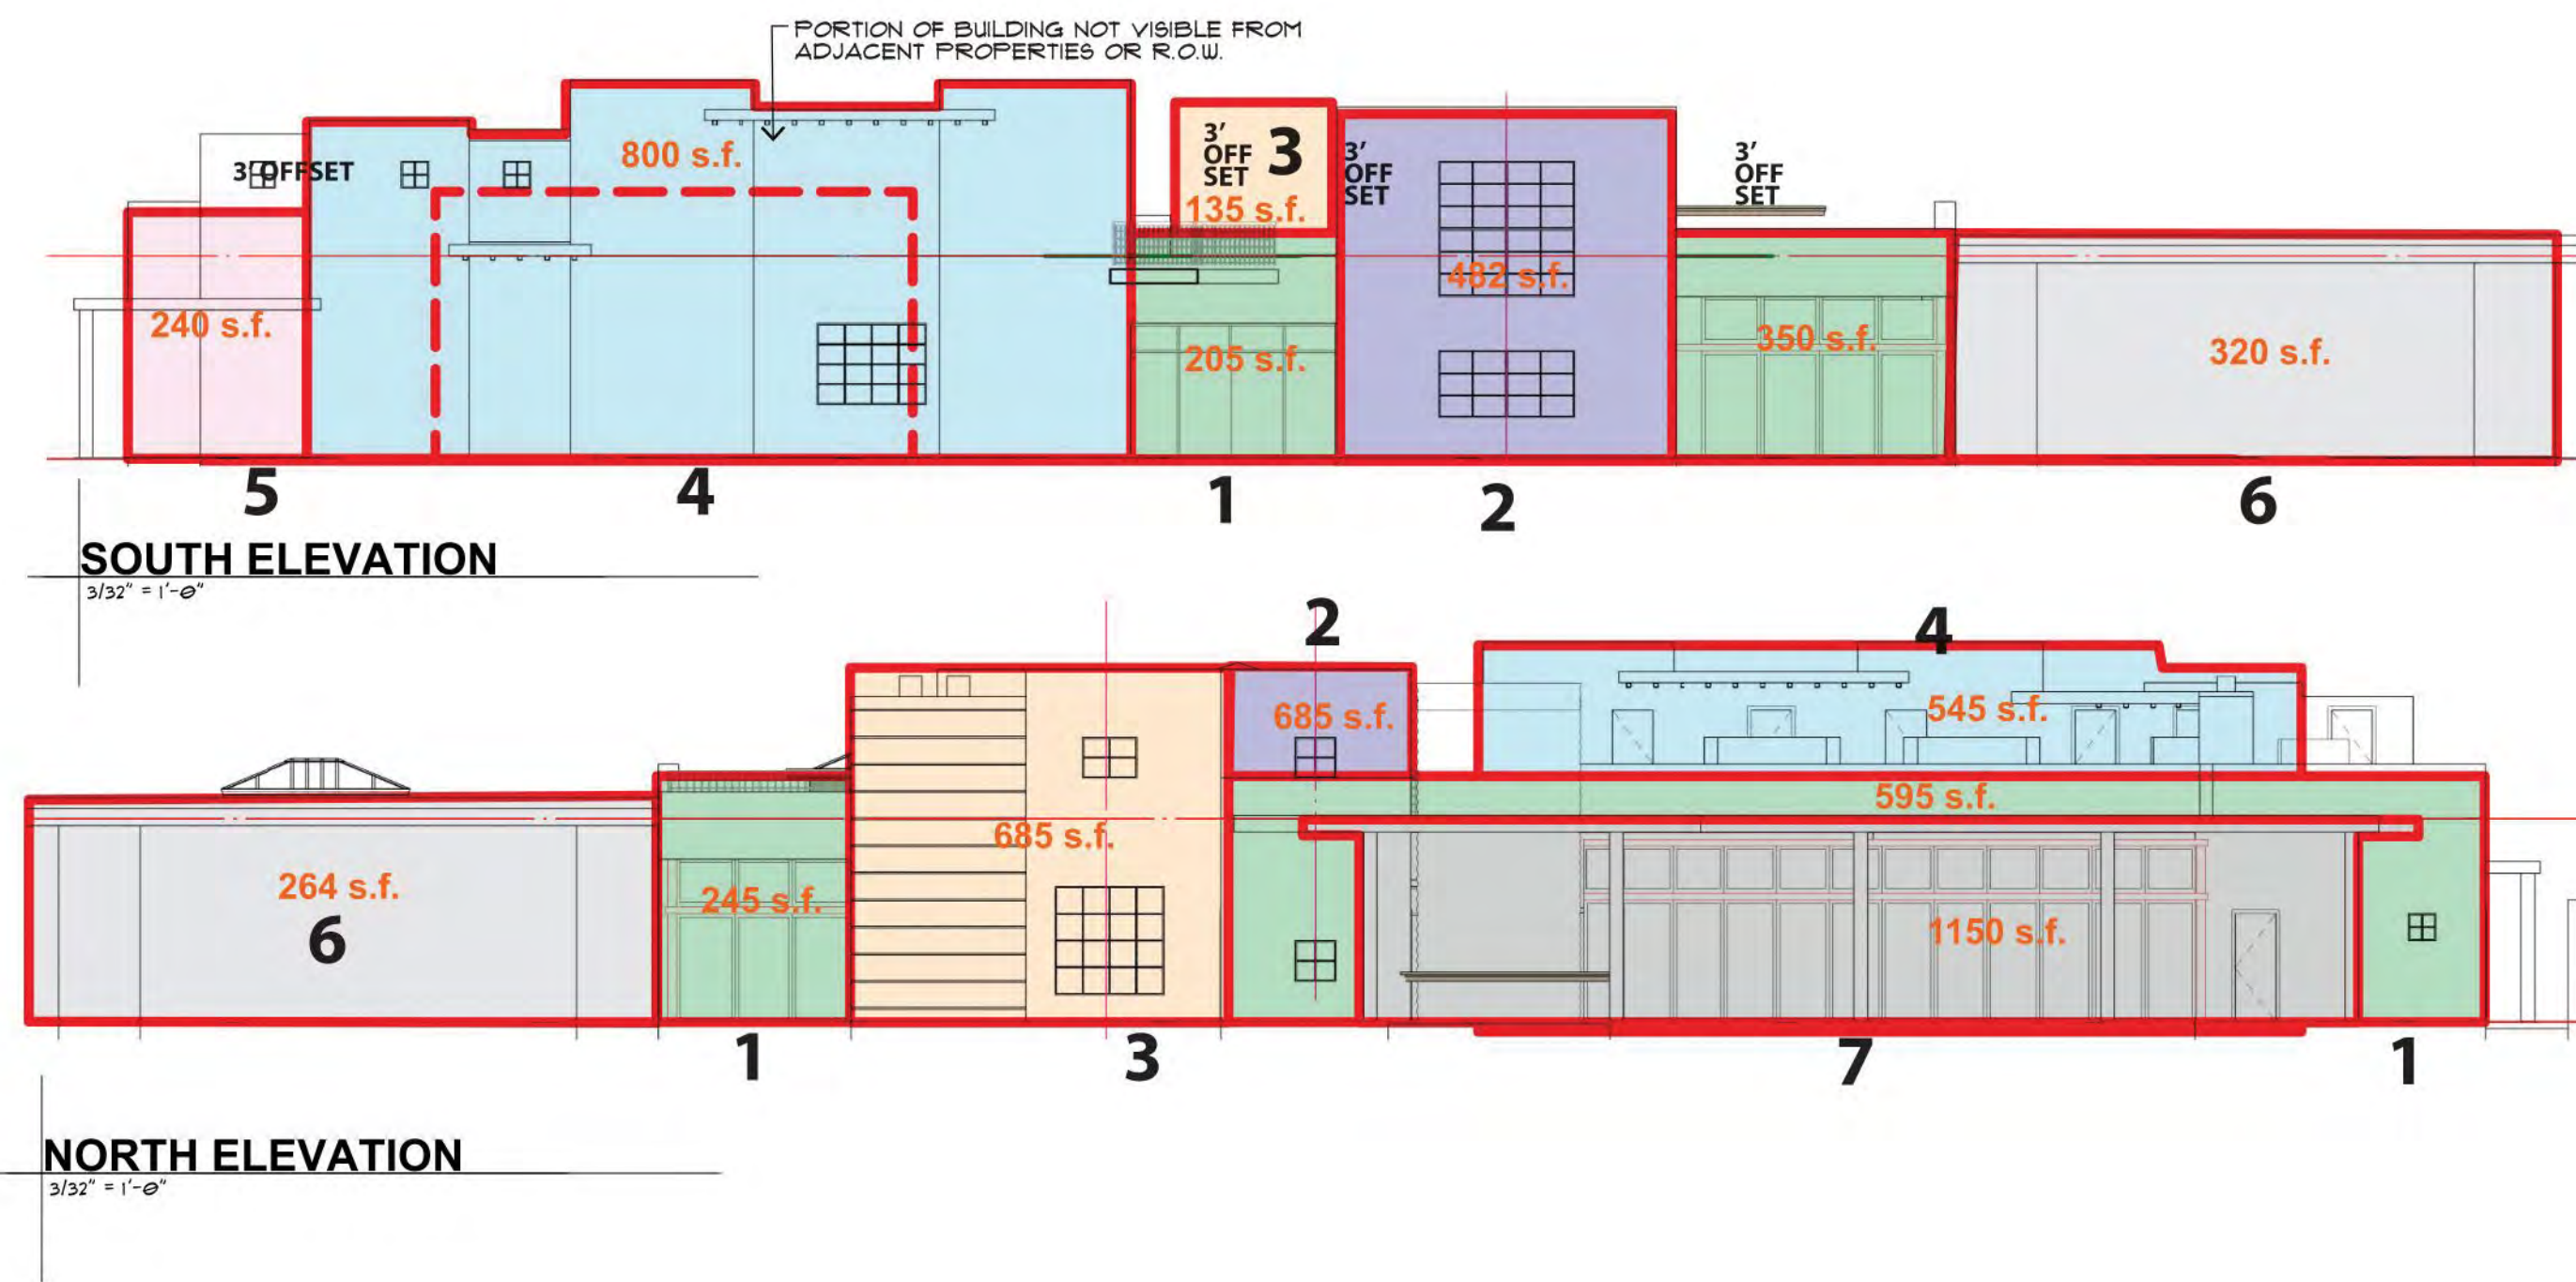 PORTION OF BUILDING NOT VISIBLE FROM
ADJACENT PROPERTIES OR R.O.W.
3' OFFSET
800 s.f.
3'
OFF
SET
3
135 s.f.
3'
OFF
SET
3'
OFF
SET
240 s.f.
205 s.f.
482 s.f.
350 s.f.
320 s.f.
5
4
1
2
6
SOUTH ELEVATION
3/32" = 1'-0"
2
4
685 s.f.
545 s.f.
595 s.f.
264 s.f.
6
245 s.f.
685 s.f.
1150 s.f.
1
3
7
1
NORTH ELEVATION
3/32" = 1'-0"